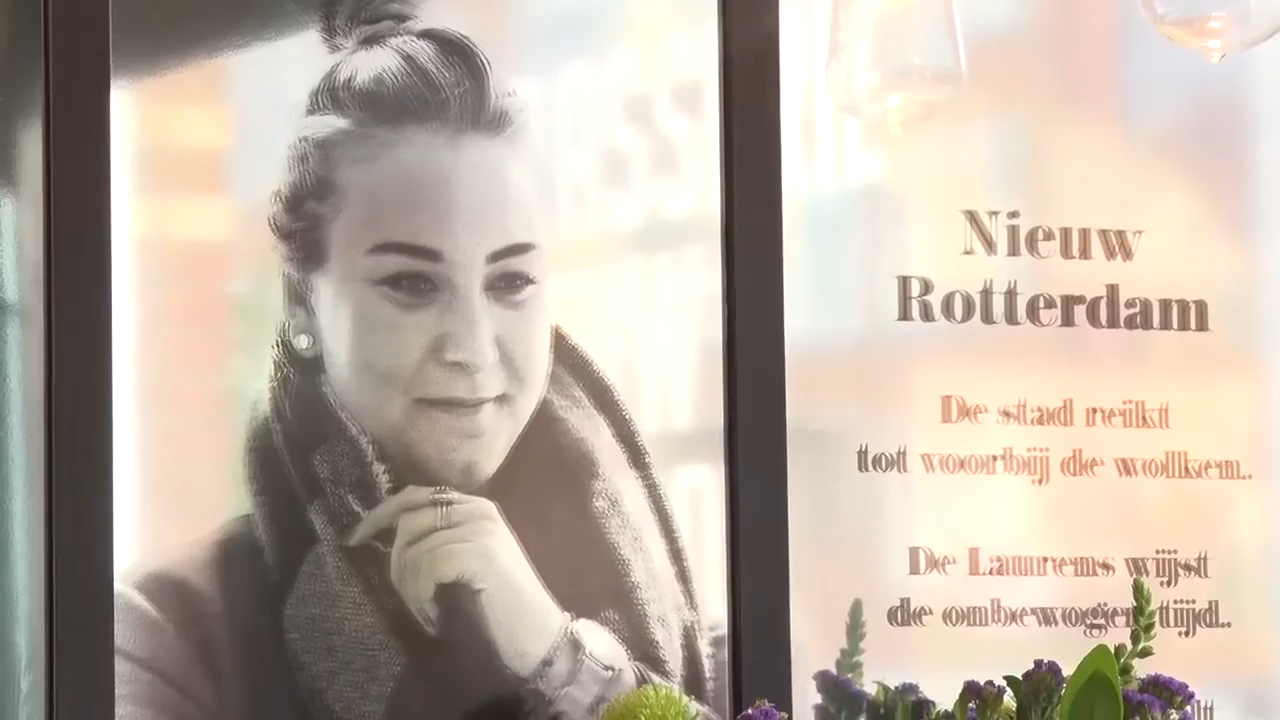 Nieuw
Rotterdam
De stad reikt
tot voorbij de wolken.
De Laurens wijst
de onbewogen tijd.